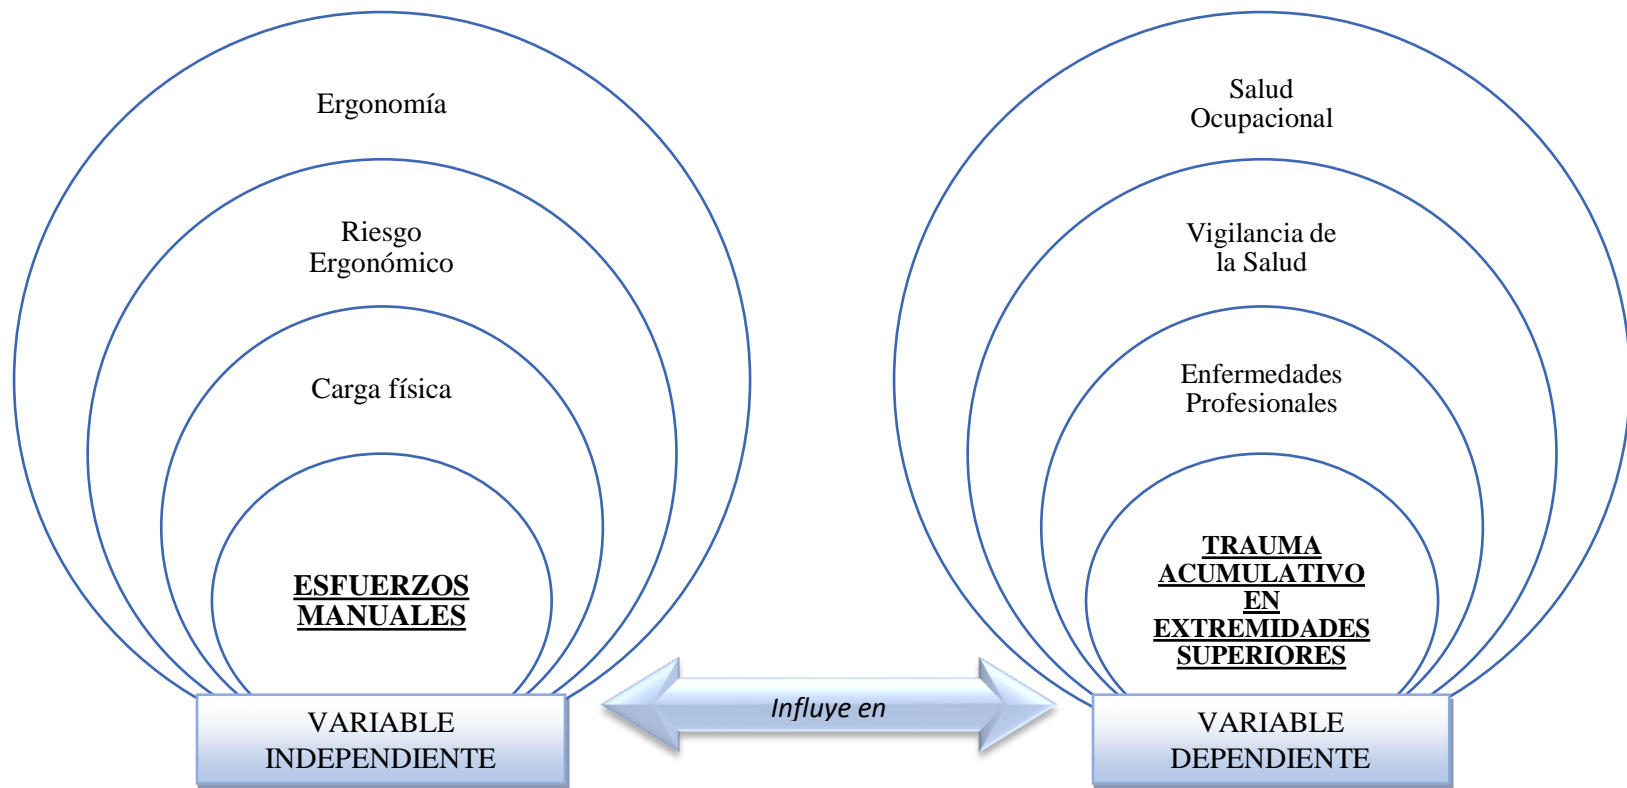 Ergonomía
Riesgo
Ergonómico
Carga física
ESFUERZOS
MANUALES
VARIABLE
INDEPENDIENTE
Influye en
Salud
Ocupacional
Vigilancia de
la Salud
Enfermedades
Profesionales
TRAUMA
ACUMULATIVO
EN
EXTREMIDADES
SUPERIORES
VARIABLE
DEPENDIENTE